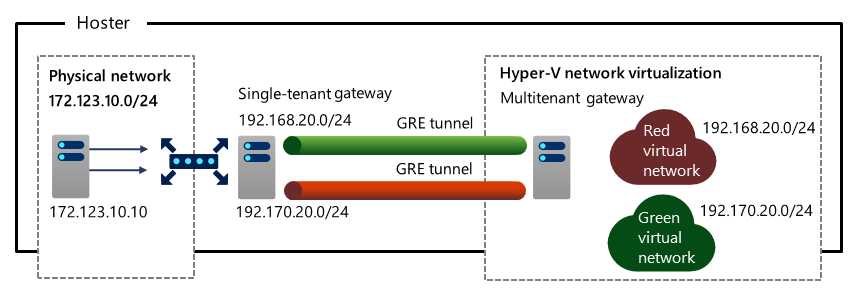 Hoster
Physical network
172.123.10.0/24
172.123.10.10
Single-tenant gateway
192.168.20.0/24
192.170.20.0/24
GRE tunnel
GRE tunnel
Hyper-V network virtualization
Multitenant gateway
Red
virtual
network
192.168.20.0/24
Green
virtual
network
192.170.20.0/24